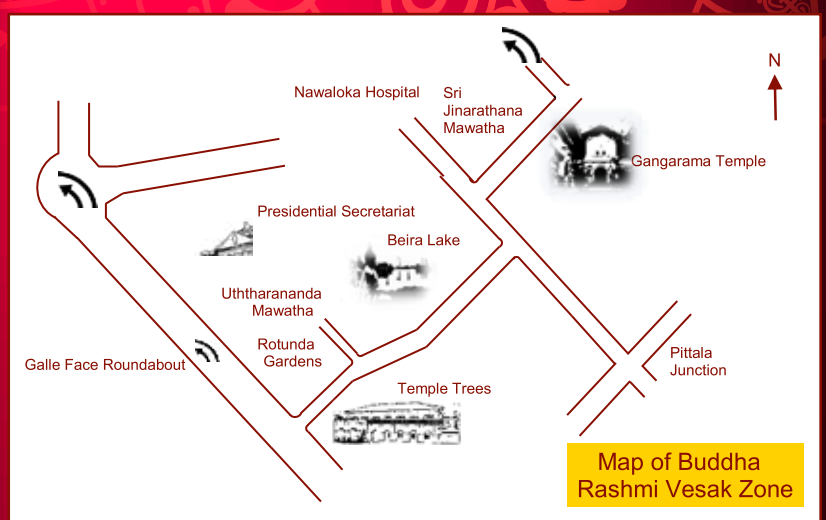 N
Nawaloka Hospital
Sri
Jinarathana
Mawatha
Gangarama Temple
Presidential Secretariat
Beira Lake
Uththarananda
Mawatha
Rotunda
Gardens
Galle Face Roundabout
Pittala
Junction
Temple Trees
Map of Buddha
Rashmi Vesak Zone